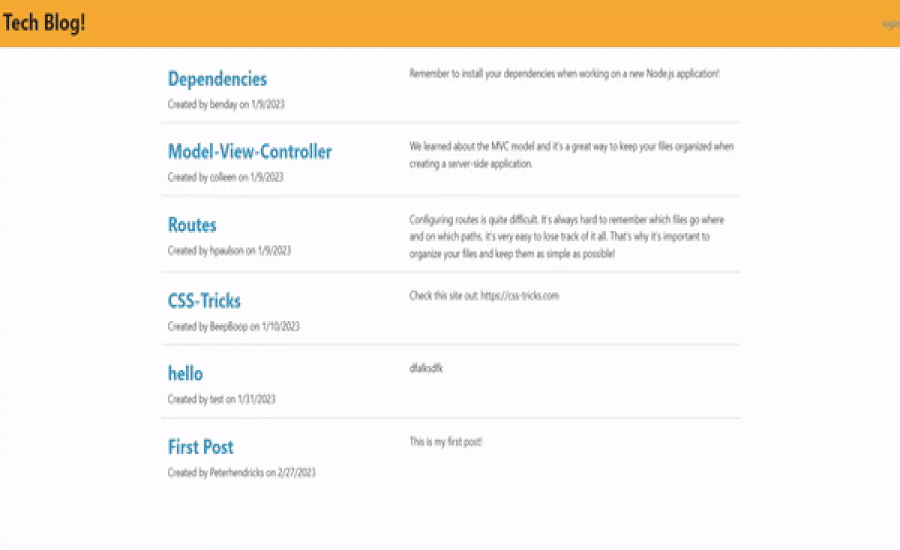 Tech Blog!
login
Dependencies
Remember to install your dependencies when working on a new Node.js application!
Created by benday on 1/9/2023
Model-View-Controller
We learned about the MVC model and it's a great way to keep your files organized when
creating a server-side application.
Created by colleen on 1/9/2023
Routes
Configuring routes is quite difficult. It's always hard to remember which files go where
and on which paths, it's very easy to lose track of it all. That's why it's important to
organize your files and keep them as simple as possible!
Created by hpaulson on 1/9/2023
CSS-Tricks
Check this site out: https://css-tricks.com
Created by BeepBoop on 1/10/2023
hello
dfalksdfk
Created by test on 1/31/2023
First Post
This is my first post!
Created by Peterhendricks on 2/27/2023